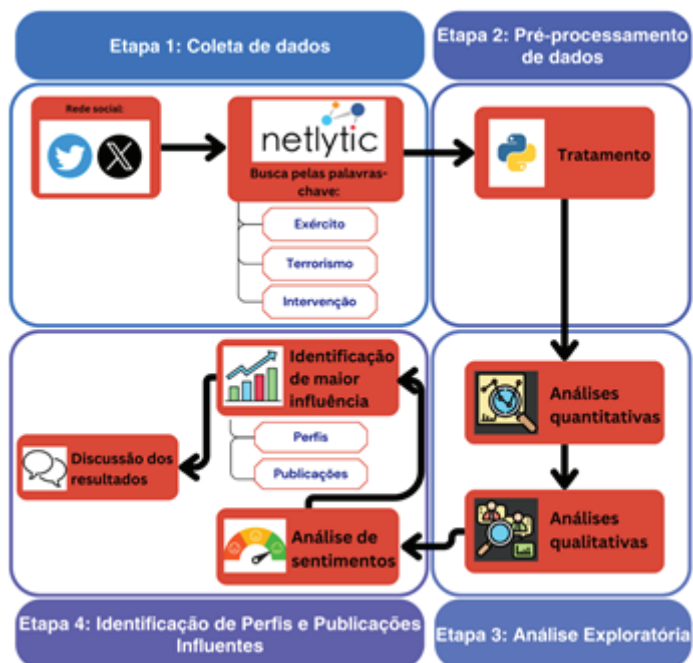 Etapa 1: Coleta de dados
Etapa 2: Pré-processamento
de dados
Rede social:
netlytic
Busca pelas palavras-
chave:
Exército
Terrorismo
Intervenção
Tratamento
Identificação
de maior
influência
Perfis
Publicações
Discussão dos
resultados
Análise de
sentimentos
Análises
quantitativas
Análises
qualitativas
Etapa 4: Identificação de Perfis e Publicações
Influentes
Etapa 3: Análise Exploratória